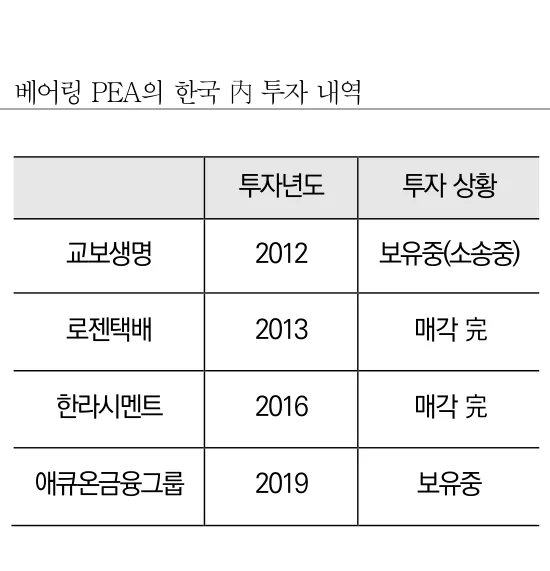 베어링 PEA의 한국 內 투자 내역
투자년도 투자 상황
교보생명 2012 보유중(소송중)
로젠택배 2013 매각 完
한라시멘트 2016 매각 完
애큐온금융그룹 2019 보유중